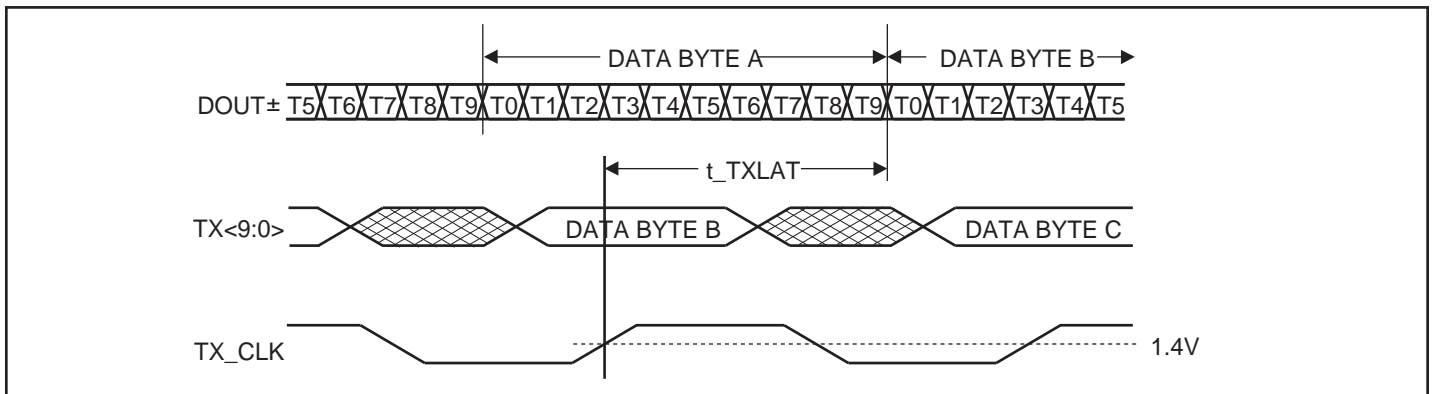 DATA BYTE A DATA BYTE B
DOUT± T5 T6 T7 T8 T9 T0 T1 T2 T3 T4 T5 T6 T7 T8 T9 T0 T1 T2 T3 T4 T5
t_TXLAT
TX<9:0> DATA BYTE B DATA BYTE C
TX_CLK 1.4V